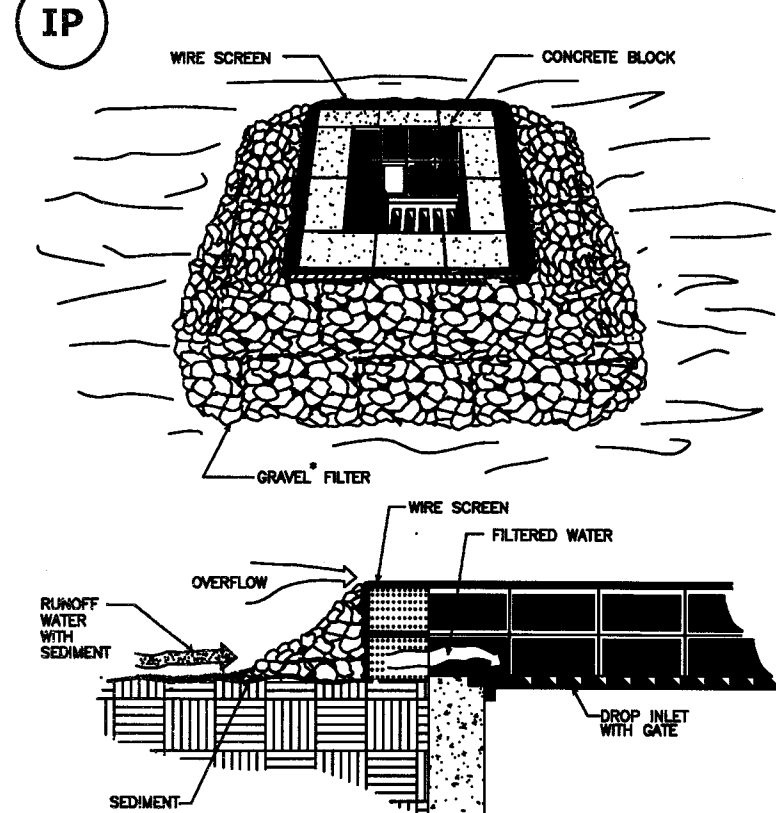 IP
WIRE SCREEN
CONCRETE BLOCK
GRAVEL* FILTER
WIRE SCREEN
FILTERED WATER
OVERFLOW
RUNOFF
WATER
WITH
SEDIMENT
DROP INLET
WITH GATE
SEDIMENT